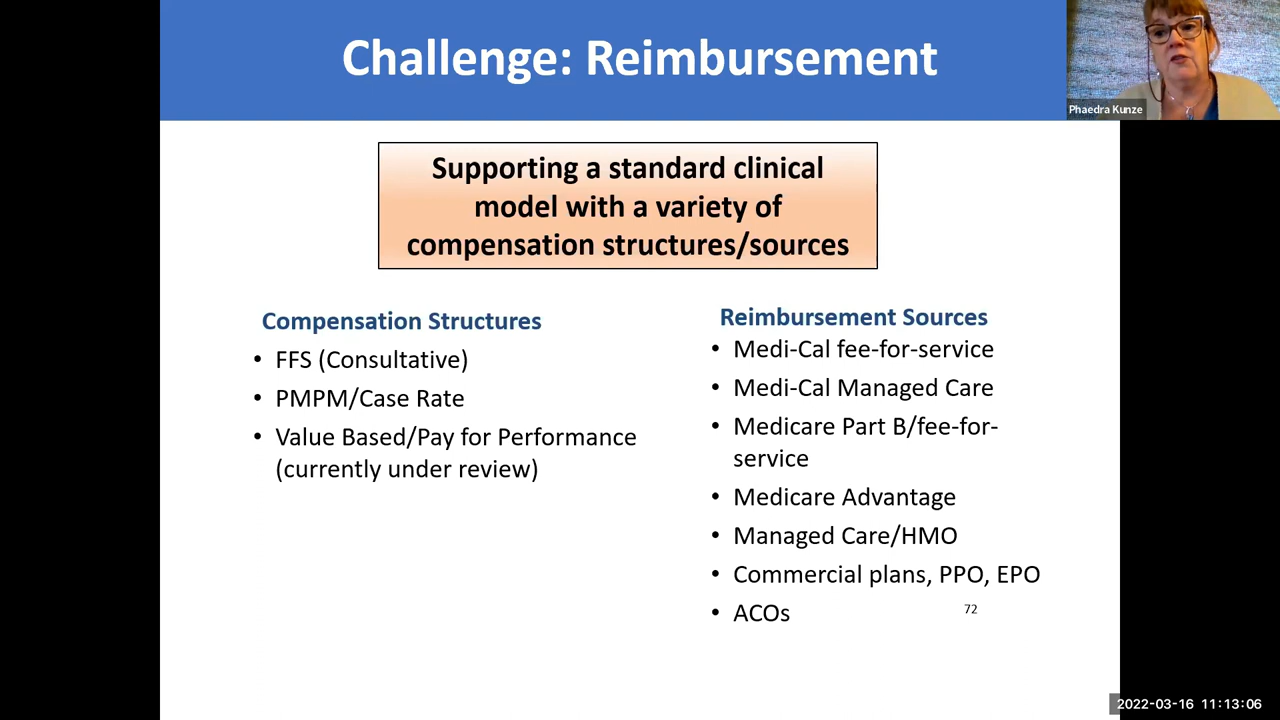 Challenge: Reimbursement
Phaedra Kunze
Supporting a standard clinical
model with a variety of
compensation structures/sources
Compensation Structures
• FFS (Consultative)
• PMPM/Case Rate
• Value Based/Pay for Performance
(currently under review)
Reimbursement Sources
• Medi-Cal fee-for-service
• Medi-Cal Managed Care
• Medicare Part B/fee-for-
service
• Medicare Advantage
• Managed Care/HMO
• Commercial plans, PPO, EPO
• ACOs
72
2022-03-16 11:13:06